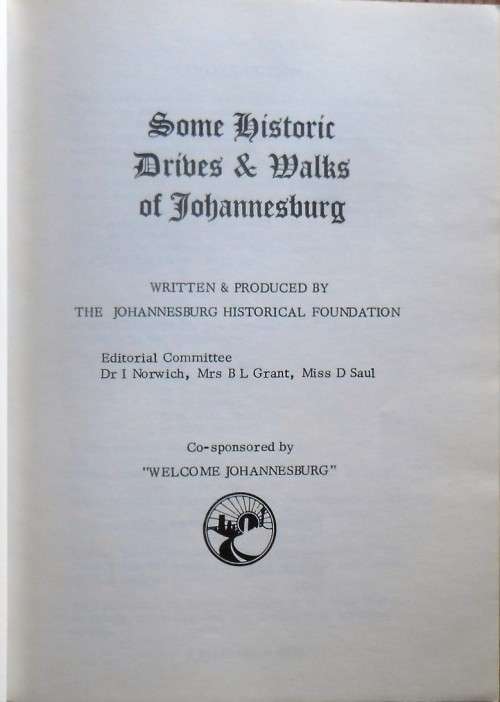 Some Historic
Drives & Walks
of Johannesburg
WRITTEN & PRODUCED BY
THE JOHANNESBURG HISTORICAL FOUNDATION
Editorial Committee
Dr I Norwich, Mrs B L Grant, Miss D Saul
Co-sponsored by
"WELCOME JOHANNESBURG"